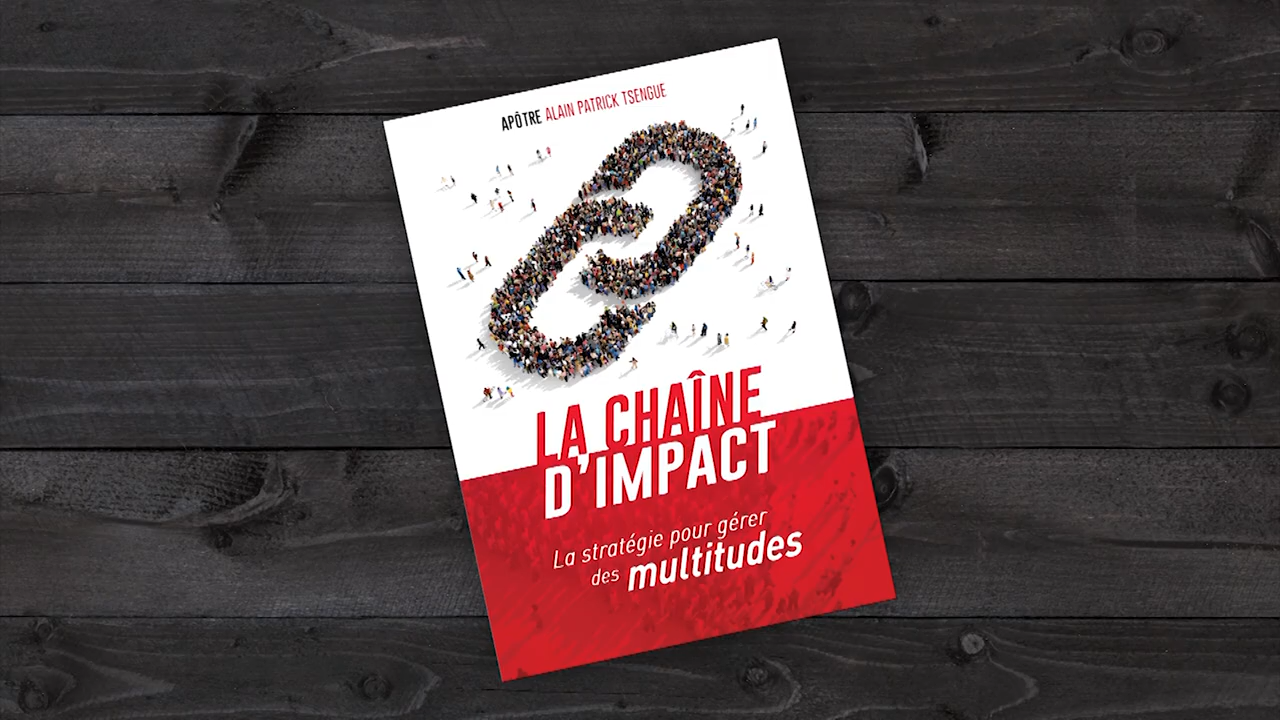 APÔTRE ALAIN PATRICK TSENGUE
LA CHAÎNE
D'IMPACT
La stratégie pour gérer
des multitudes